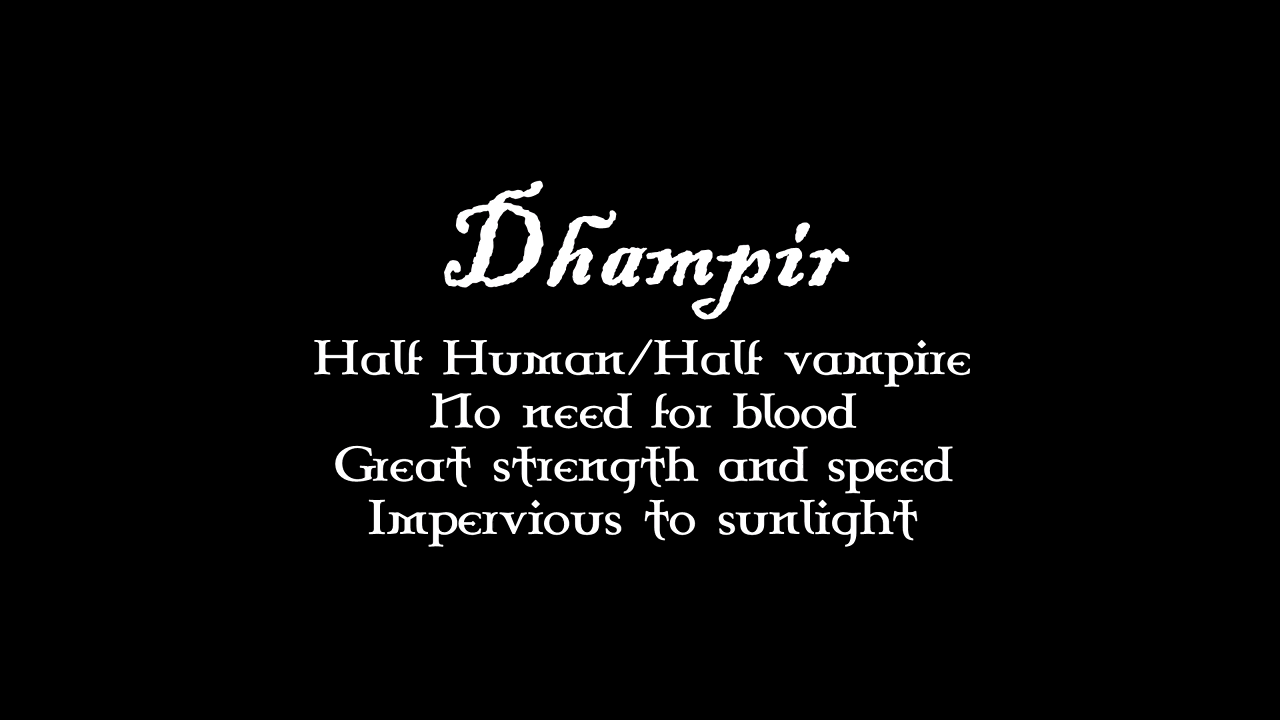 Dhampir
Half Human/Half vampire
No need for blood
Great strength and speed
Impervious to sunlight